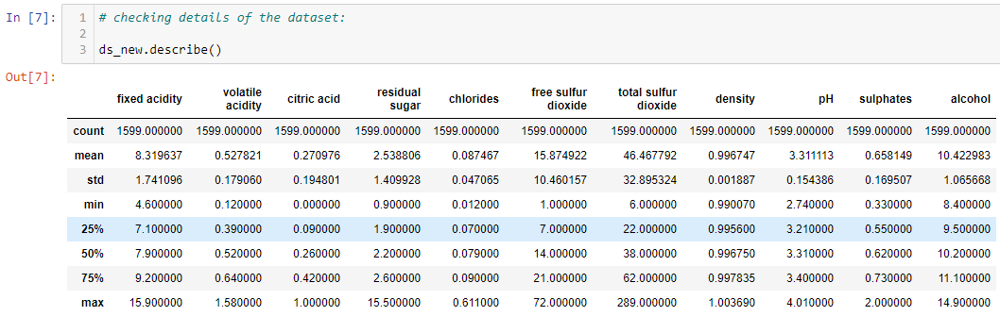 In [7]: 1 # checking details of the dataset:
2
3 ds_new.describe()
Out[7]:
fixed acidity volatile acidity citric acid residual sugar chlorides free sulfur dioxide total sulfur dioxide density pH sulphates alcohol
count 1599.000000 1599.000000 1599.000000 1599.000000 1599.000000 1599.000000 1599.000000 1599.000000 1599.000000 1599.000000 1599.000000
mean 8.319637 0.527821 0.270976 2.538806 0.087467 15.874922 46.467792 0.996747 3.311113 0.658149 10.422983
std 1.741096 0.179060 0.194801 1.409928 0.047065 10.460157 32.895324 0.001887 0.154386 0.169507 1.065668
min 4.600000 0.120000 0.000000 0.900000 0.012000 1.000000 6.000000 0.990070 2.740000 0.330000 8.400000
25% 7.100000 0.390000 0.090000 1.900000 0.070000 7.000000 22.000000 0.995600 3.210000 0.550000 9.500000
50% 7.900000 0.520000 0.260000 2.200000 0.079000 14.000000 38.000000 0.996750 3.310000 0.620000 10.200000
75% 9.200000 0.640000 0.420000 2.600000 0.090000 21.000000 62.000000 0.997835 3.400000 0.730000 11.100000
max 15.900000 1.580000 1.000000 15.500000 0.611000 72.000000 289.000000 1.003690 4.010000 2.000000 14.900000